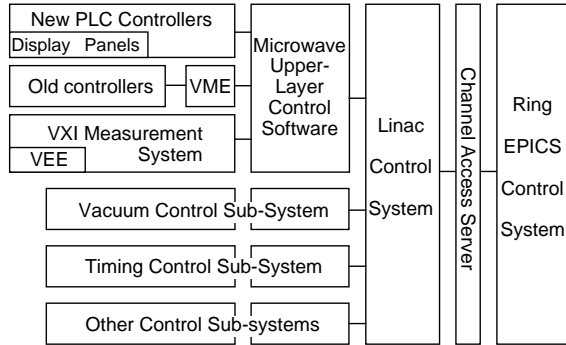 New PLC Controllers
Display Panels
Old controllers
VME
VXI Measurement
System
VEE
Microwave
Upper-
Layer
Control
Software
Vacuum Control Sub-System
Timing Control Sub-System
Other Control Sub-systems
Linac
Control
System
Channel Access Server
Ring
EPICS
Control
System